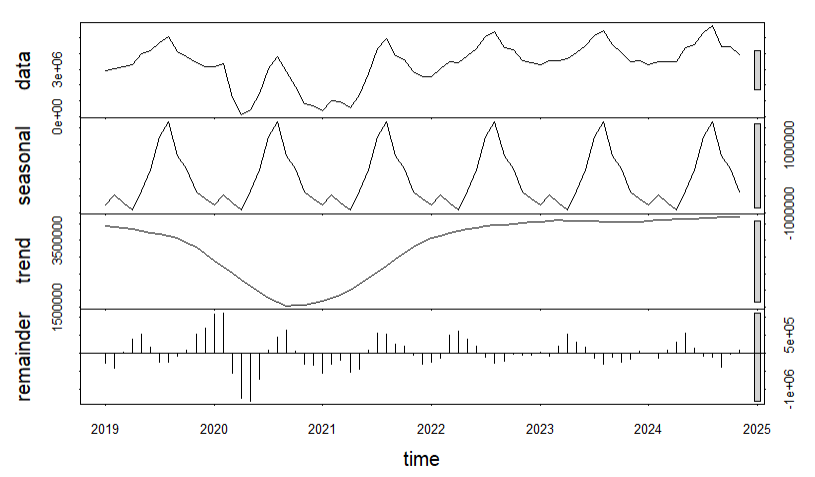 data
0e+00 3e+06
seasonal
-1000000 1000000
trend
1500000 3500000
remainder
-1e+06 5e+05
2019 2020 2021 2022 2023 2024 2025
time